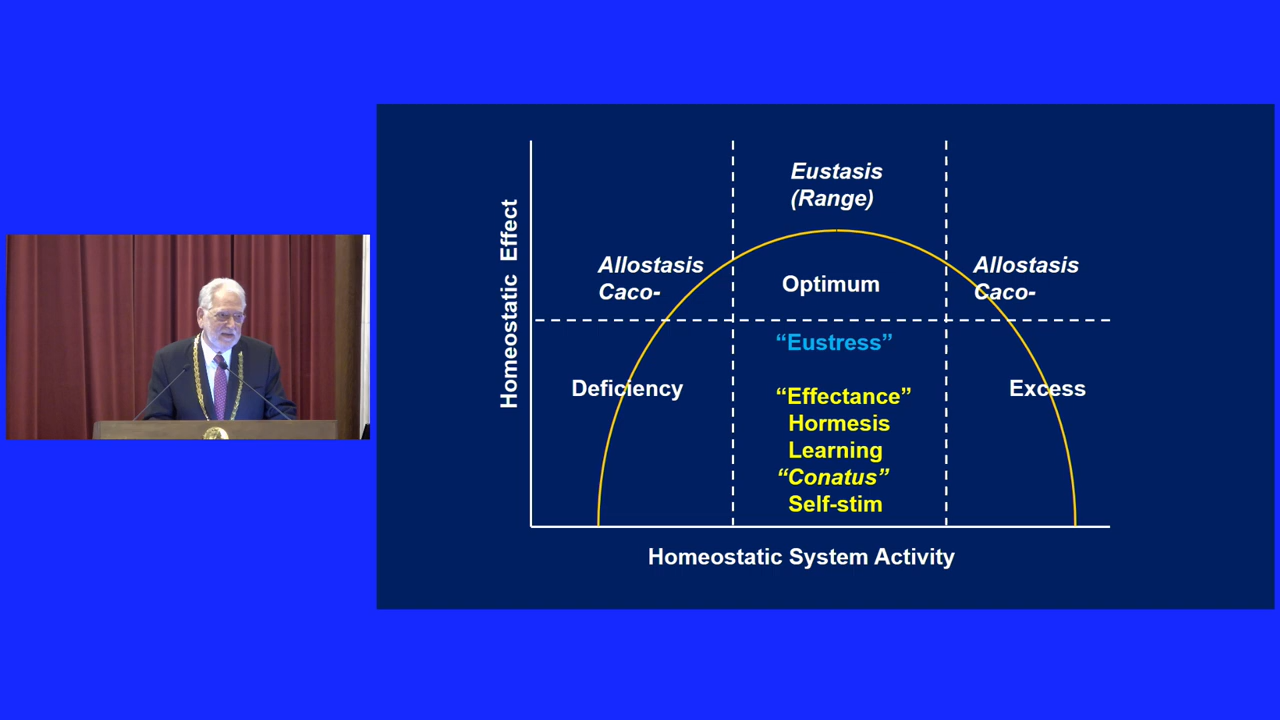 Eustasis
(Range)
Allostasis
Caco-
Allostasis
Caco-
Optimum
Homeostatic Effect
“Eustress”
Deficiency
Excess
“Effectance”
Hormesis
Learning
“Conatus”
Self-stim
Homeostatic System Activity